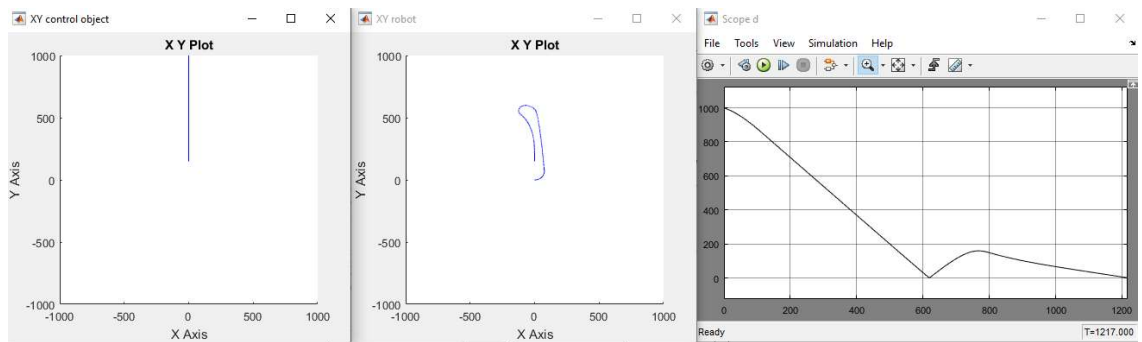 XY control object
X Y Plot
1000
500
0
-500
-1000
Y Axis
-1000 -500 0 500 1000
X Axis
XY robot
X Y Plot
1000
500
0
-500
-1000
Y Axis
-1000 -500 0 500 1000
X Axis
Scope d
File Tools View Simulation Help
1000
800
600
400
200
0
0 200 400 600 800 1000 1200
Ready T=1217.000